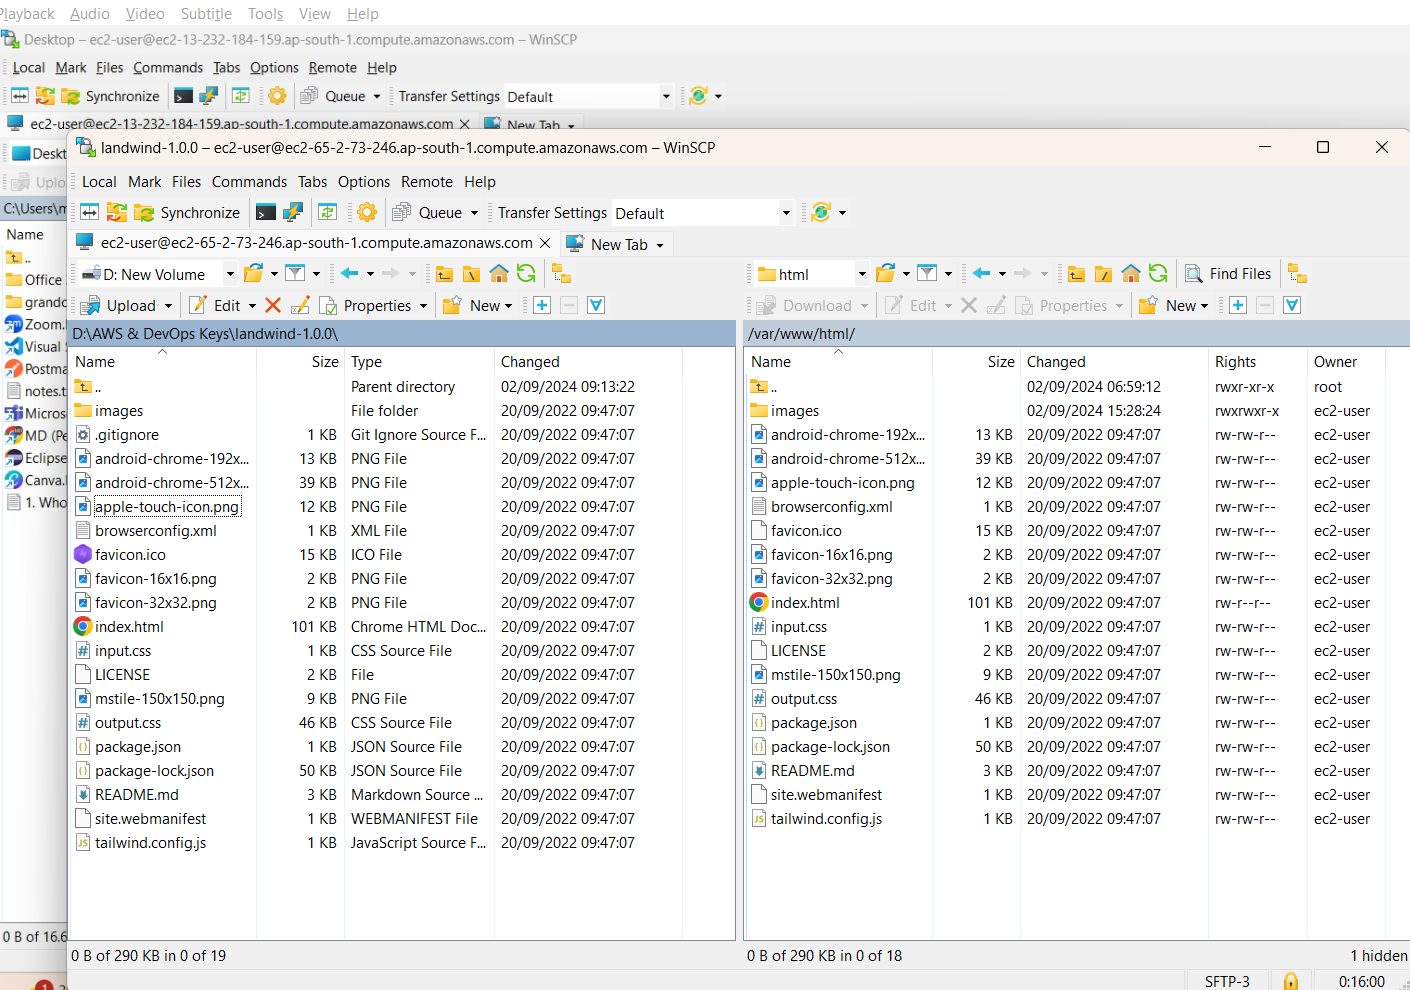 Playback Audio Video Subtitle Tools View Help
Desktop – ec2-user@ec2-13-232-184-159.ap-south-1.compute.amazonaws.com – WinSCP
Local Mark Files Commands Tabs Options Remote Help
Synchronize Queue Transfer Settings Default
ec2-user@ec2-13-232-184-159.ap-south-1.compute.amazonaws.com New Tab
landwind-1.0.0 – ec2-user@ec2-65-2-73-246.ap-south-1.compute.amazonaws.com – WinSCP
Local Mark Files Commands Tabs Options Remote Help
Synchronize Queue Transfer Settings Default
ec2-user@ec2-65-2-73-246.ap-south-1.compute.amazonaws.com New Tab
D: New Volume
Upload Edit Properties New
D:\AWS & DevOps Keys\landwind-1.0.0\
Name Size Type Changed
.. Parent directory 02/09/2024 09:13:22
images File folder 20/09/2022 09:47:07
.gitignore 1 KB Git Ignore Source F... 20/09/2022 09:47:07
android-chrome-192x... 13 KB PNG File 20/09/2022 09:47:07
android-chrome-512x... 39 KB PNG File 20/09/2022 09:47:07
apple-touch-icon.png 12 KB PNG File 20/09/2022 09:47:07
browserconfig.xml 1 KB XML File 20/09/2022 09:47:07
favicon.ico 15 KB ICO File 20/09/2022 09:47:07
favicon-16x16.png 2 KB PNG File 20/09/2022 09:47:07
favicon-32x32.png 2 KB PNG File 20/09/2022 09:47:07
index.html 101 KB Chrome HTML Doc... 20/09/2022 09:47:07
input.css 1 KB CSS Source File 20/09/2022 09:47:07
LICENSE 2 KB File 20/09/2022 09:47:07
mstile-150x150.png 9 KB PNG File 20/09/2022 09:47:07
output.css 46 KB CSS Source File 20/09/2022 09:47:07
package.json 1 KB JSON Source File 20/09/2022 09:47:07
package-lock.json 50 KB JSON Source File 20/09/2022 09:47:07
README.md 3 KB Markdown Source ... 20/09/2022 09:47:07
site.webmanifest 1 KB WEBMANIFEST File 20/09/2022 09:47:07
tailwind.config.js 1 KB JavaScript Source F... 20/09/2022 09:47:07
0 B of 290 KB in 0 of 19
html Find Files
Download Edit Properties New
/var/www/html/
Name Size Changed Rights Owner
.. 02/09/2024 06:59:12 rwxr-xr-x root
images 02/09/2024 15:28:24 rwxrwxr-x ec2-user
android-chrome-192x... 13 KB 20/09/2022 09:47:07 rw-rw-r-- ec2-user
android-chrome-512x... 39 KB 20/09/2022 09:47:07 rw-rw-r-- ec2-user
apple-touch-icon.png 12 KB 20/09/2022 09:47:07 rw-rw-r-- ec2-user
browserconfig.xml 1 KB 20/09/2022 09:47:07 rw-rw-r-- ec2-user
favicon.ico 15 KB 20/09/2022 09:47:07 rw-rw-r-- ec2-user
favicon-16x16.png 2 KB 20/09/2022 09:47:07 rw-rw-r-- ec2-user
favicon-32x32.png 2 KB 20/09/2022 09:47:07 rw-rw-r-- ec2-user
index.html 101 KB 20/09/2022 09:47:07 rw-r--r-- ec2-user
input.css 1 KB 20/09/2022 09:47:07 rw-rw-r-- ec2-user
LICENSE 2 KB 20/09/2022 09:47:07 rw-rw-r-- ec2-user
mstile-150x150.png 9 KB 20/09/2022 09:47:07 rw-rw-r-- ec2-user
output.css 46 KB 20/09/2022 09:47:07 rw-rw-r-- ec2-user
package.json 1 KB 20/09/2022 09:47:07 rw-rw-r-- ec2-user
package-lock.json 50 KB 20/09/2022 09:47:07 rw-rw-r-- ec2-user
README.md 3 KB 20/09/2022 09:47:07 rw-rw-r-- ec2-user
site.webmanifest 1 KB 20/09/2022 09:47:07 rw-rw-r-- ec2-user
tailwind.config.js 1 KB 20/09/2022 09:47:07 rw-rw-r-- ec2-user
0 B of 290 KB in 0 of 18 1 hidden
SFTP-3 0:16:00
Deskt
Uplo
C:\Users\m
Name
..
Office
grand
Zoom.
Visual
Postma
notes.t
Micros
MD (Pe
Eclipse
Canva.
1. Who
0 B of 16.6
1